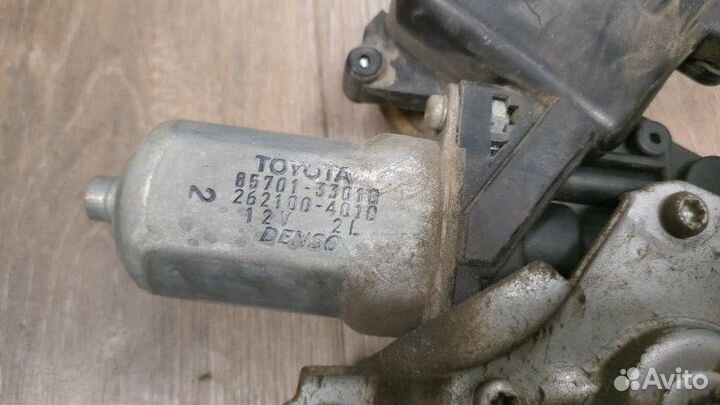 TOYOTA
85701-33010
262100-4010
12V 2L
DENSO
2
Avito